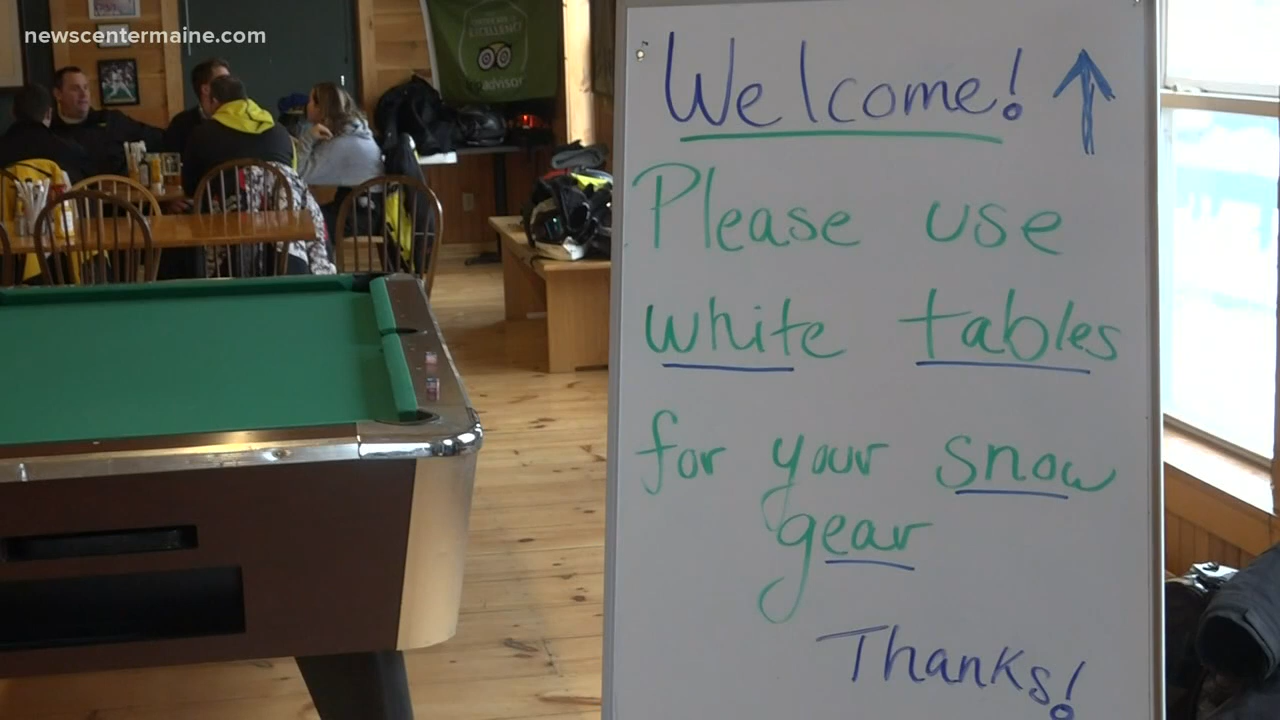 newscentermaine.com
Welcome!
Please use
white tables
for your snow
gear
Thanks!